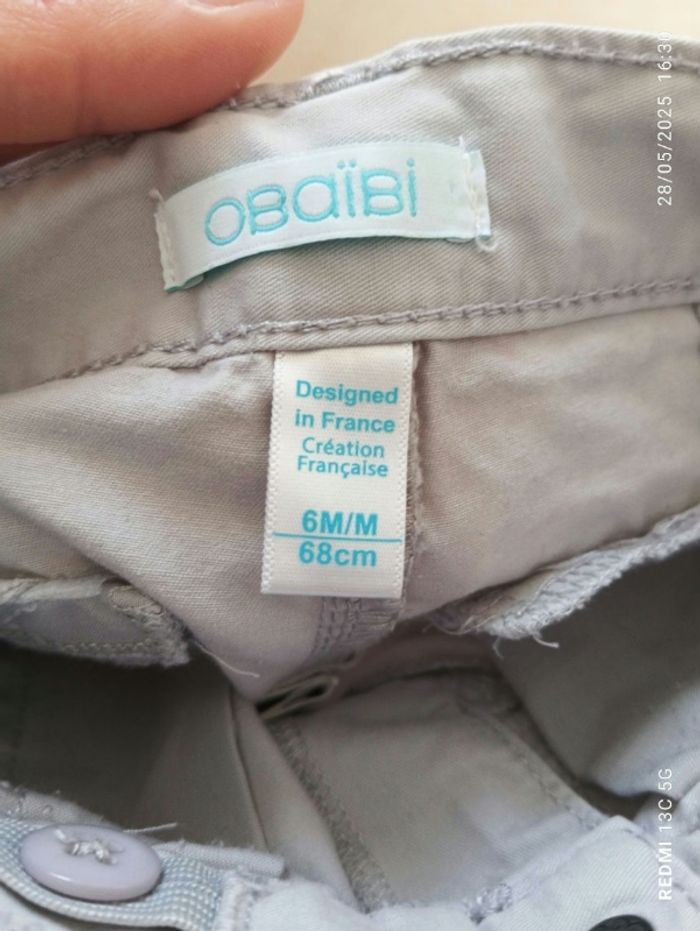 obaïbi
Designed
in France
Création
Française
6M/M
68cm
28/05/2025 16:30
REDMI 13C 5G